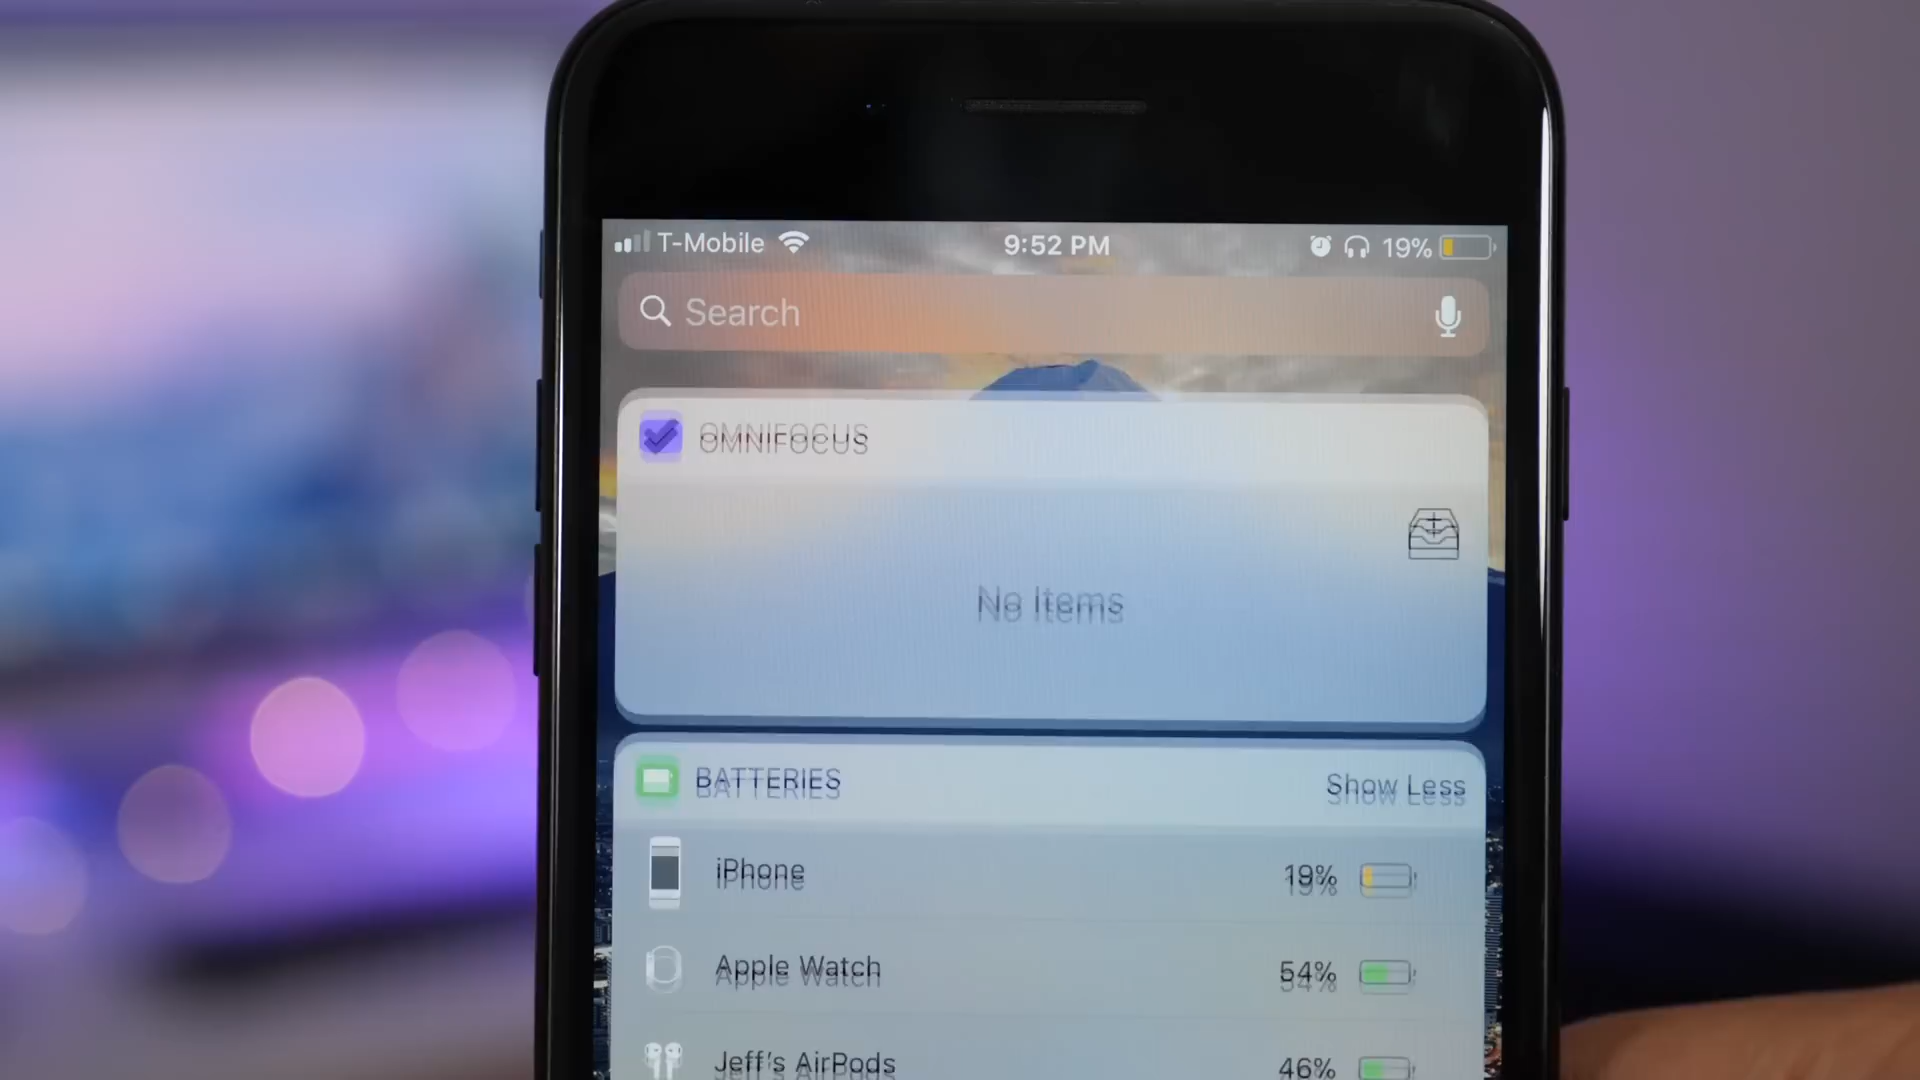 T-Mobile 9:52 PM 19%
Search
OMNIFOCUS
No Items
BATTERIES Show Less
iPhone 19%
Apple Watch 54%
Jeff's AirPods 46%